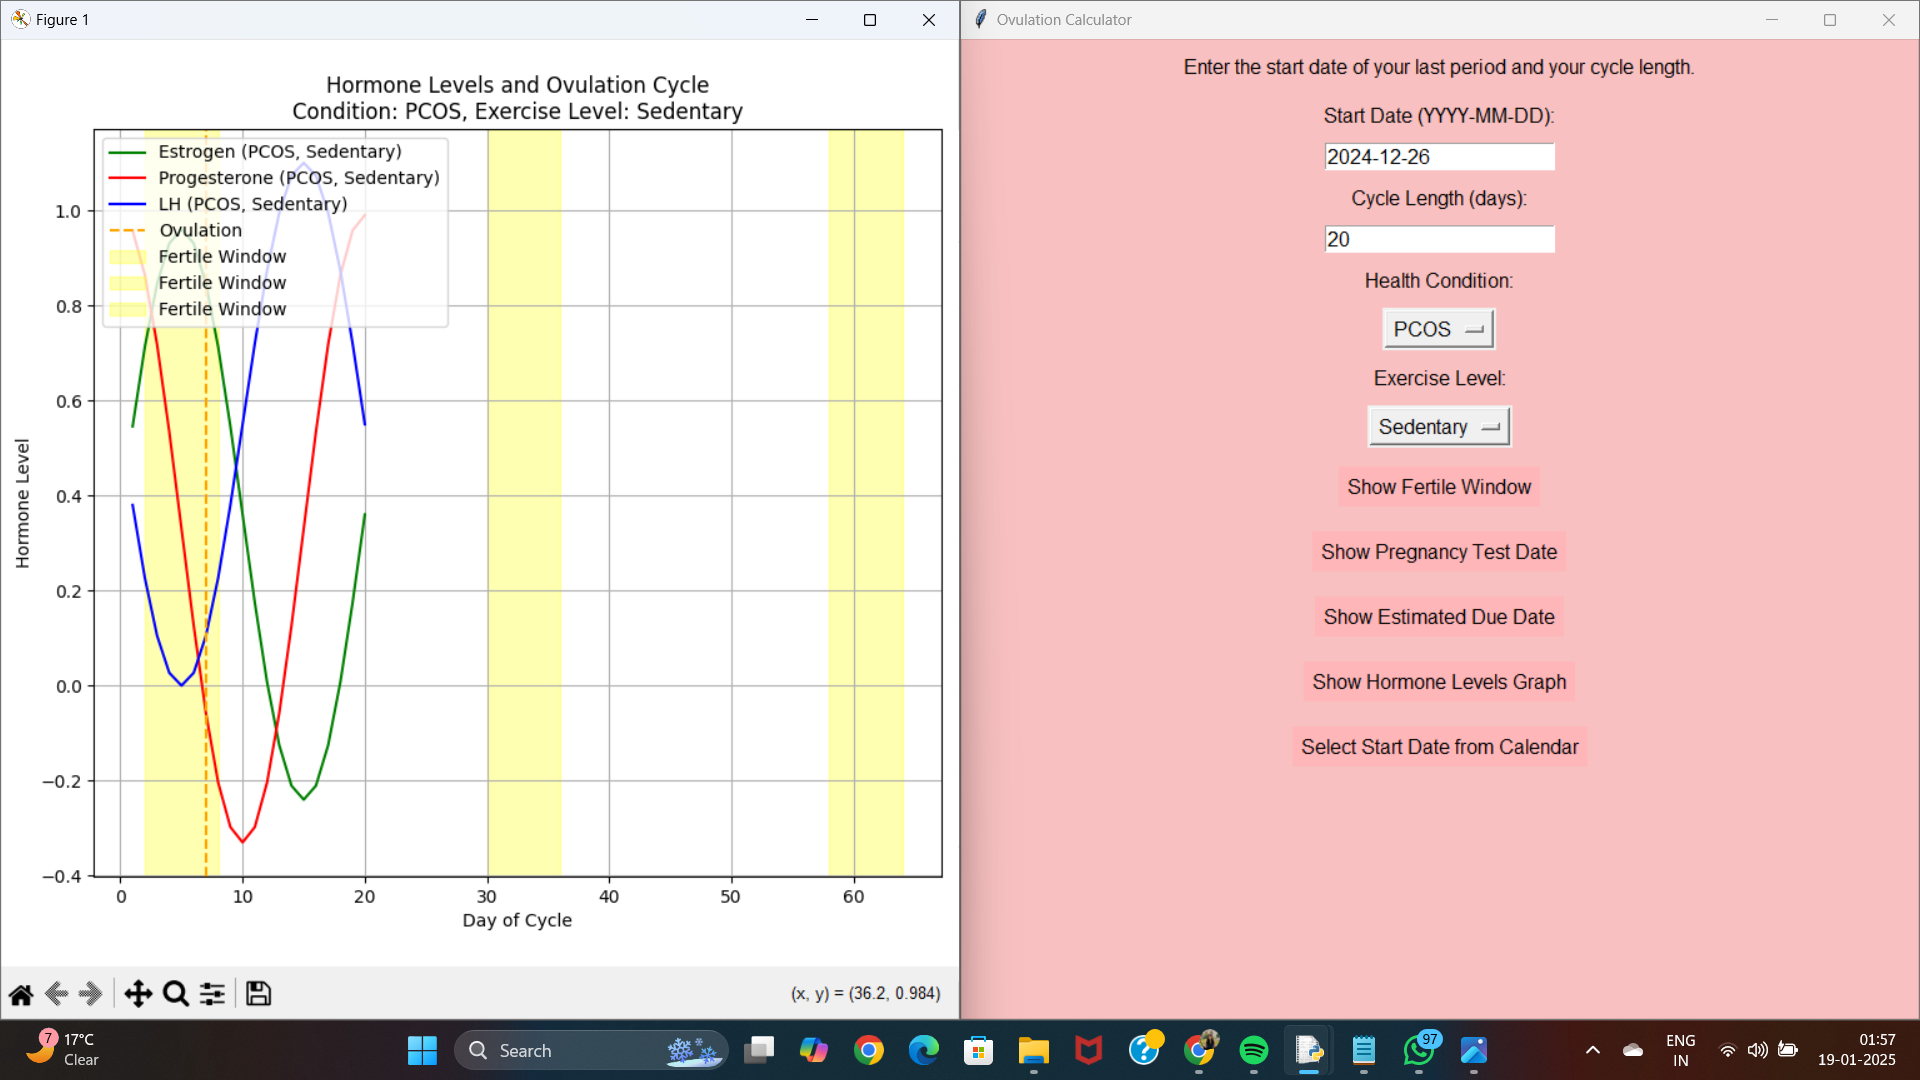 Figure 1
Hormone Levels and Ovulation Cycle
Condition: PCOS, Exercise Level: Sedentary
Estrogen (PCOS, Sedentary)
Progesterone (PCOS, Sedentary)
LH (PCOS, Sedentary)
Ovulation
Fertile Window
Fertile Window
Fertile Window
1.0
0.8
0.6
0.4
0.2
0.0
−0.2
−0.4
Hormone Level
0 10 20 30 40 50 60
Day of Cycle
(x, y) = (36.2, 0.984)
Ovulation Calculator
Enter the start date of your last period and your cycle length.
Start Date (YYYY-MM-DD):
2024-12-26
Cycle Length (days):
20
Health Condition:
PCOS
Exercise Level:
Sedentary
Show Fertile Window
Show Pregnancy Test Date
Show Estimated Due Date
Show Hormone Levels Graph
Select Start Date from Calendar
7
17°C
Clear
Search
97
ENG
IN
01:57
19-01-2025